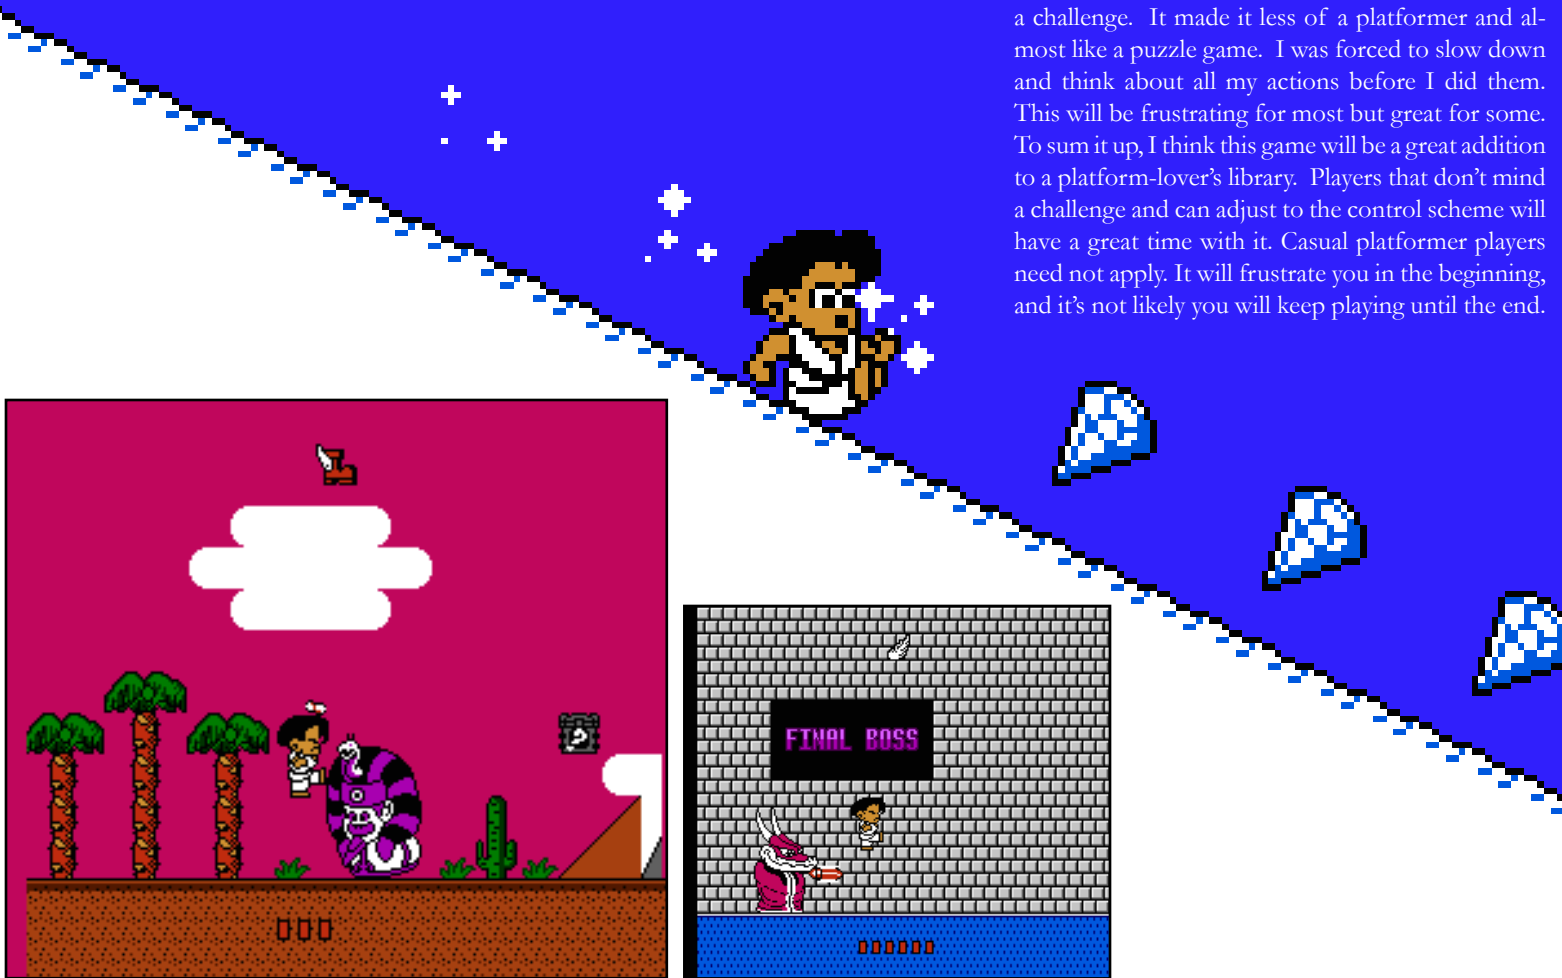 a challenge. It made it less of a platformer and al-
most like a puzzle game. I was forced to slow down
and think about all my actions before I did them.
This will be frustrating for most but great for some.
To sum it up, I think this game will be a great addition
to a platform-lover's library. Players that don't mind
a challenge and can adjust to the control scheme will
have a great time with it. Casual platformer players
need not apply. It will frustrate you in the beginning,
and it's not likely you will keep playing until the end.
?
FINAL BOSS